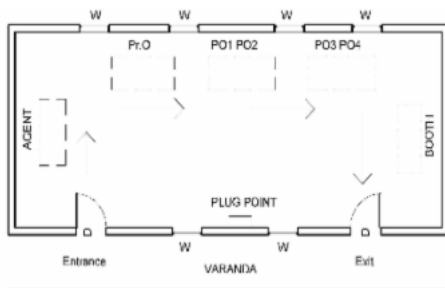 W W W W
Pr.O PO1 PO2 PO3 PO4
AGENT
BOOTH
PLUG POINT
D D
W W
Entrance VARANDA Exit